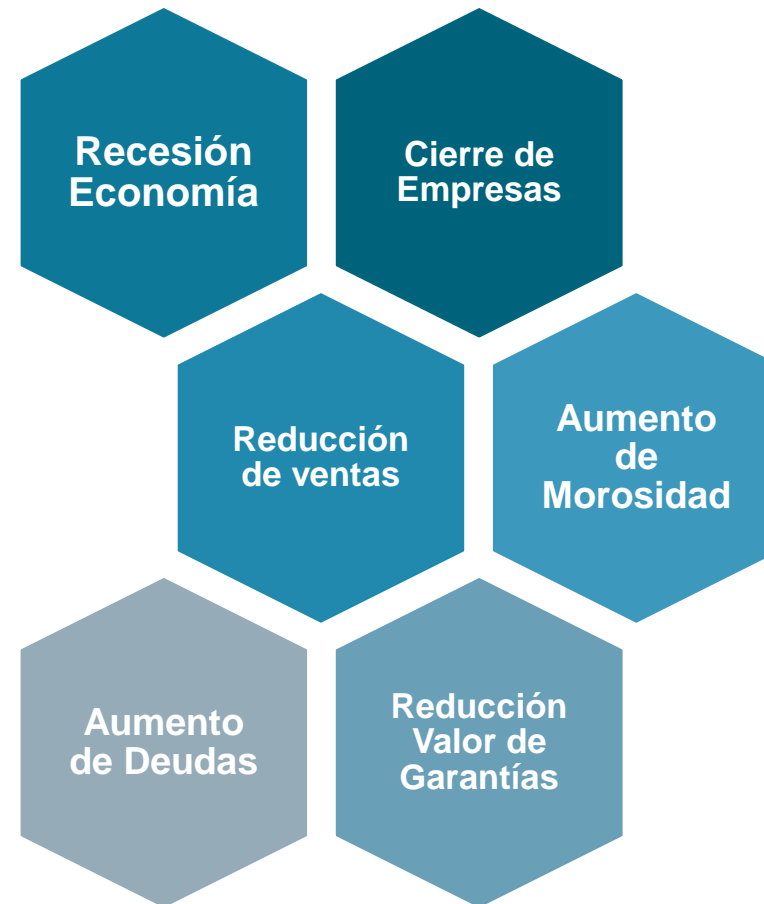 Recesión
Economía
Cierre de
Empresas
Reducción
de ventas
Aumento
de
Morosidad
Aumento
de Deudas
Reducción
Valor de
Garantías